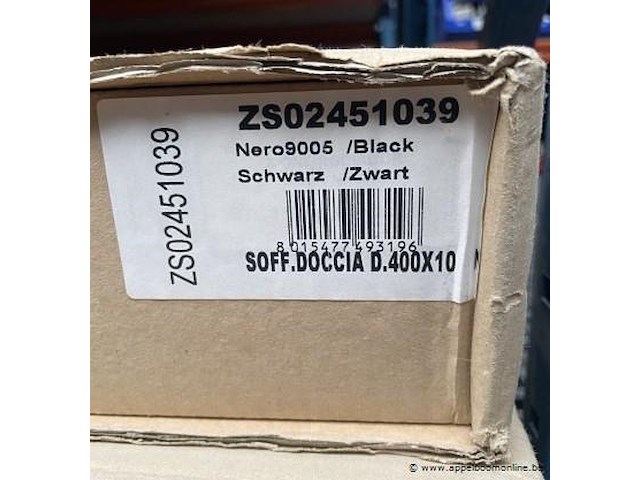 ZS02451039
ZS02451039
Nero9005 /Black
Schwarz /Zwart
8 015477 493196
SOFF.DOCCIA D.400X10
© www.appelboomonline.be